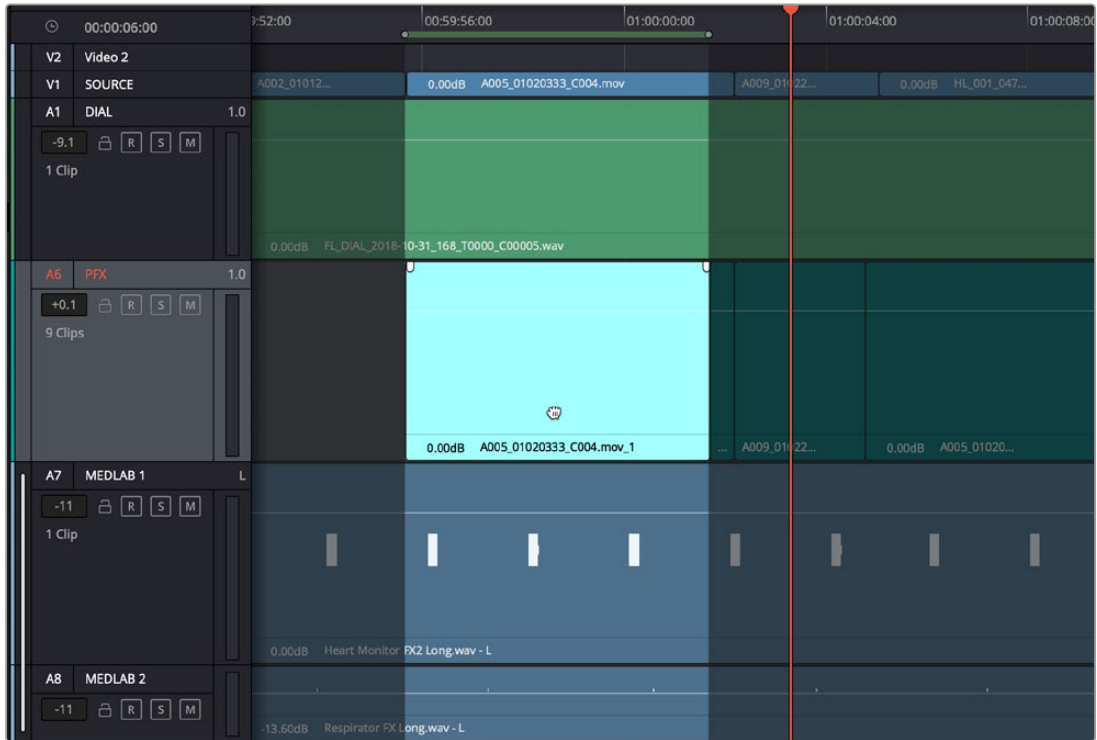 00:00:06:00 9:52:00 00:59:56:00 01:00:00:00 01:00:04:00 01:00:08:00
V2 Video 2
V1 SOURCE A002_01012... 0.00dB A005_01020333_C004.mov A009_01022... 0.00dB HL_001_047...
A1 DIAL 1.0
-9.1 R S M
1 Clip
0.00dB FL_DIAL_2018-10-31_168_T0000_C00005.wav
A6 PFX 1.0
+0.1 R S M
9 Clips
0.00dB A005_01020333_C004.mov_1 ... A009_01022... 0.00dB A005_01020...
A7 MEDLAB 1 L
-11 R S M
1 Clip
0.00dB Heart Monitor FX2 Long.wav - L
A8 MEDLAB 2
-11 R S M
-13.60dB Respirator FX Long.wav - L